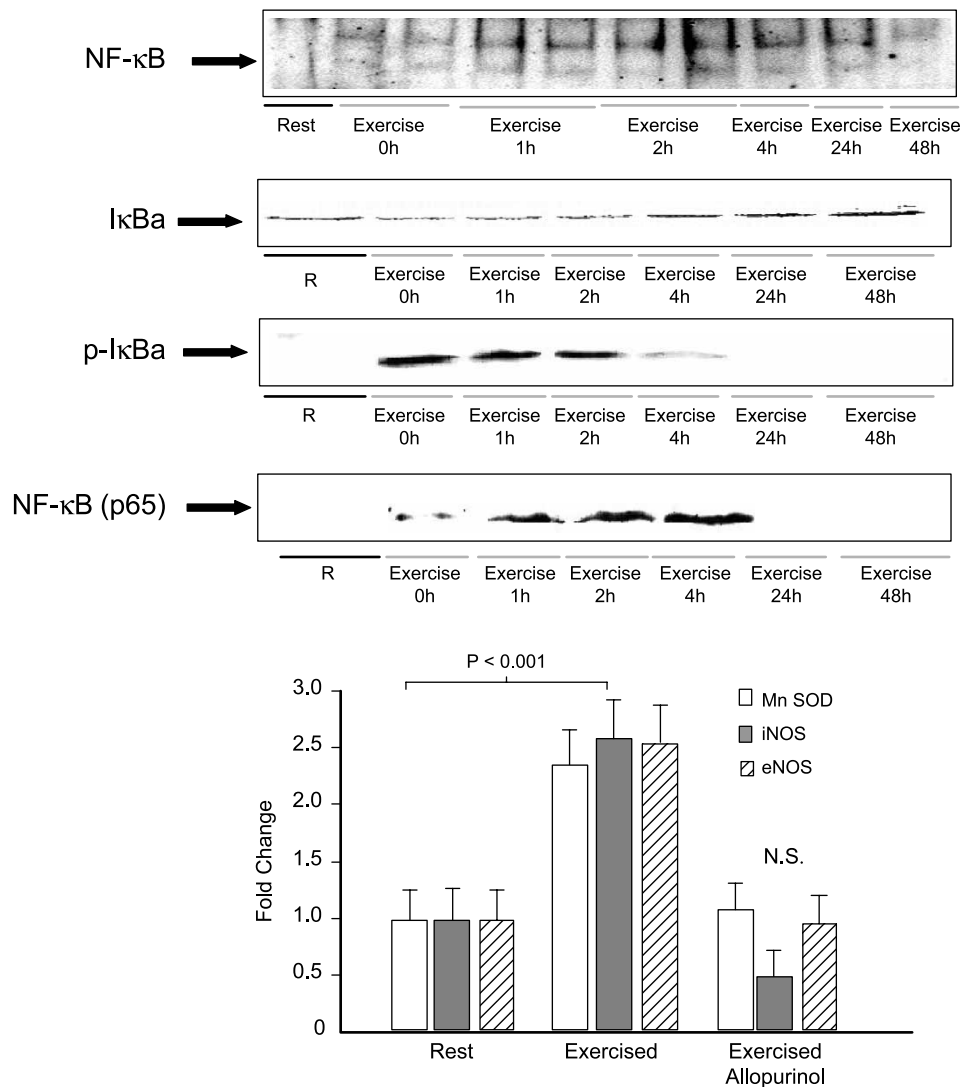 NF-κB
Rest Exercise Exercise Exercise Exercise Exercise Exercise
0h 1h 2h 4h 24h 48h
IκBa
R Exercise Exercise Exercise Exercise Exercise Exercise
0h 1h 2h 4h 24h 48h
p-IκBa
R Exercise Exercise Exercise Exercise Exercise Exercise
0h 1h 2h 4h 24h 48h
NF-κB (p65)
R Exercise Exercise Exercise Exercise Exercise Exercise
0h 1h 2h 4h 24h 48h
P < 0.001
3.0
2.5
2.0
1.5
1.0
0.5
0
Fold Change
Mn SOD
iNOS
eNOS
N.S.
Rest Exercised Exercised
Allopurinol